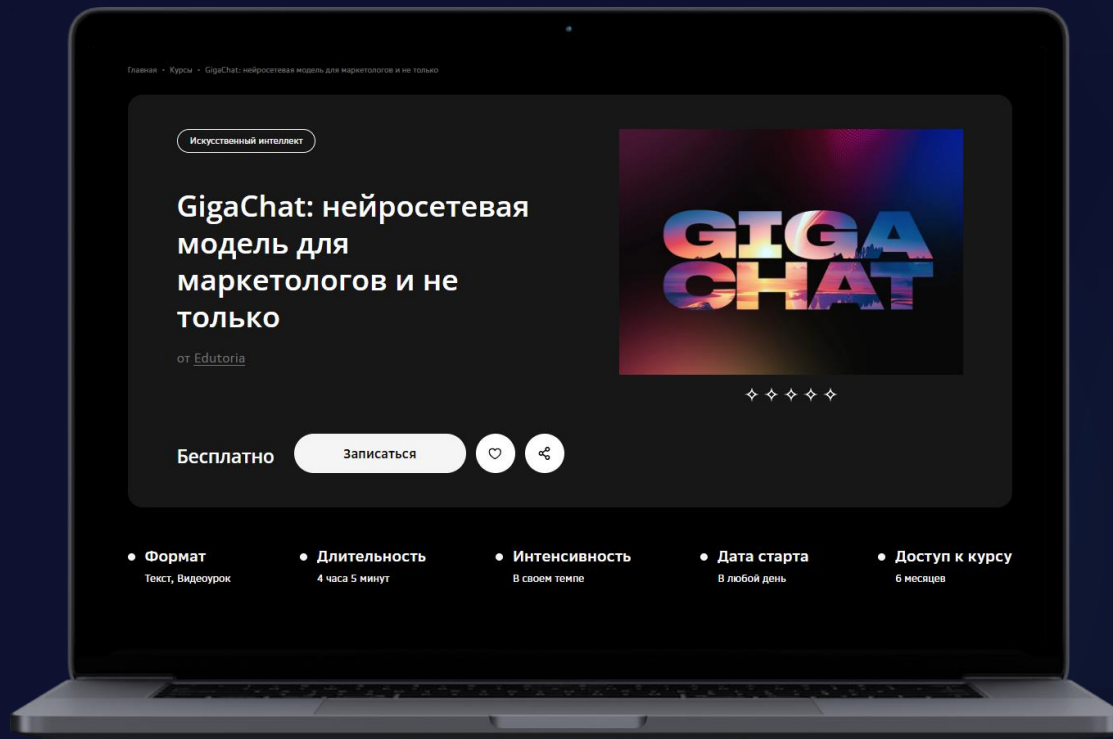 Главная • Курсы • GigaChat: нейросетевая модель для маркетологов и не только
Искусственный интеллект
GigaChat: нейросетевая
модель для
маркетологов и не
только
от Edutoria
GIGA
CHAT
Бесплатно
Записаться
Формат
Текст, Видеоурок
Длительность
4 часа 5 минут
Интенсивность
В своем темпе
Дата старта
В любой день
Доступ к курсу
6 месяцев